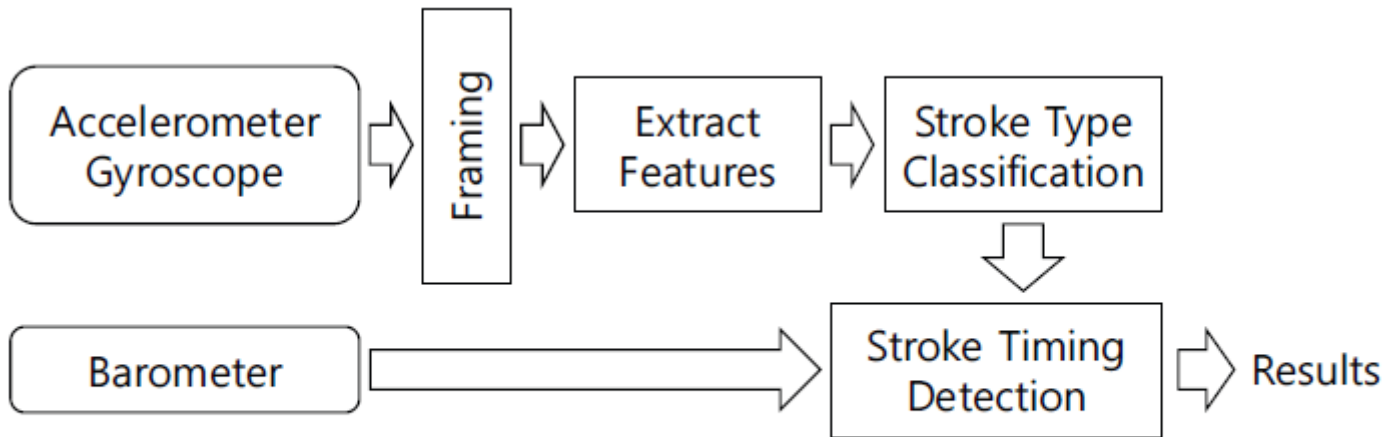 Accelerometer
Gyroscope
Framing
Extract
Features
Stroke Type
Classification
Barometer
Stroke Timing
Detection
Results